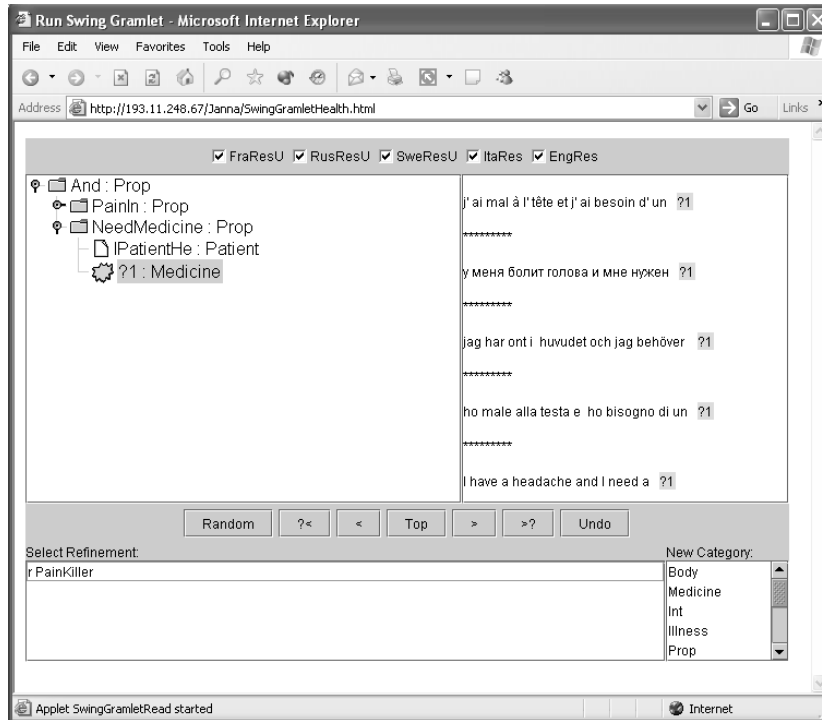 Run Swing Gramlet - Microsoft Internet Explorer
File Edit View Favorites Tools Help
Address http://193.11.248.67/Janna/SwingGramletHealth.html Go Links
FraResU RusResU SweResU ItaRes EngRes
And : Prop
PainIn : Prop
NeedMedicine : Prop
IPatientHe : Patient
?1 : Medicine
j' ai mal à l' tête et j' ai besoin d' un ?1
*********
у меня болит голова и мне нужен ?1
*********
jag har ont i huvudet och jag behöver ?1
*********
ho male alla testa e ho bisogno di un ?1
*********
I have a headache and I need a ?1
Random ?< < Top > >? Undo
Select Refinement:
r PainKiller
New Category:
Body
Medicine
Int
Illness
Prop
Applet SwingGramletRead started Internet